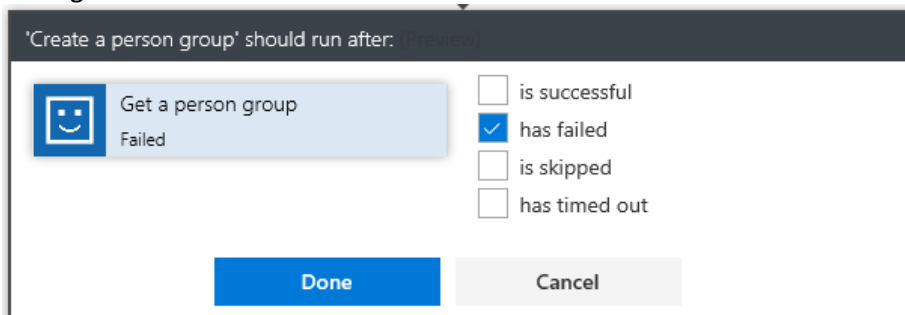 'Create a person group' should run after: (Preview)
Get a person group
Failed
is successful
has failed
is skipped
has timed out
Done
Cancel